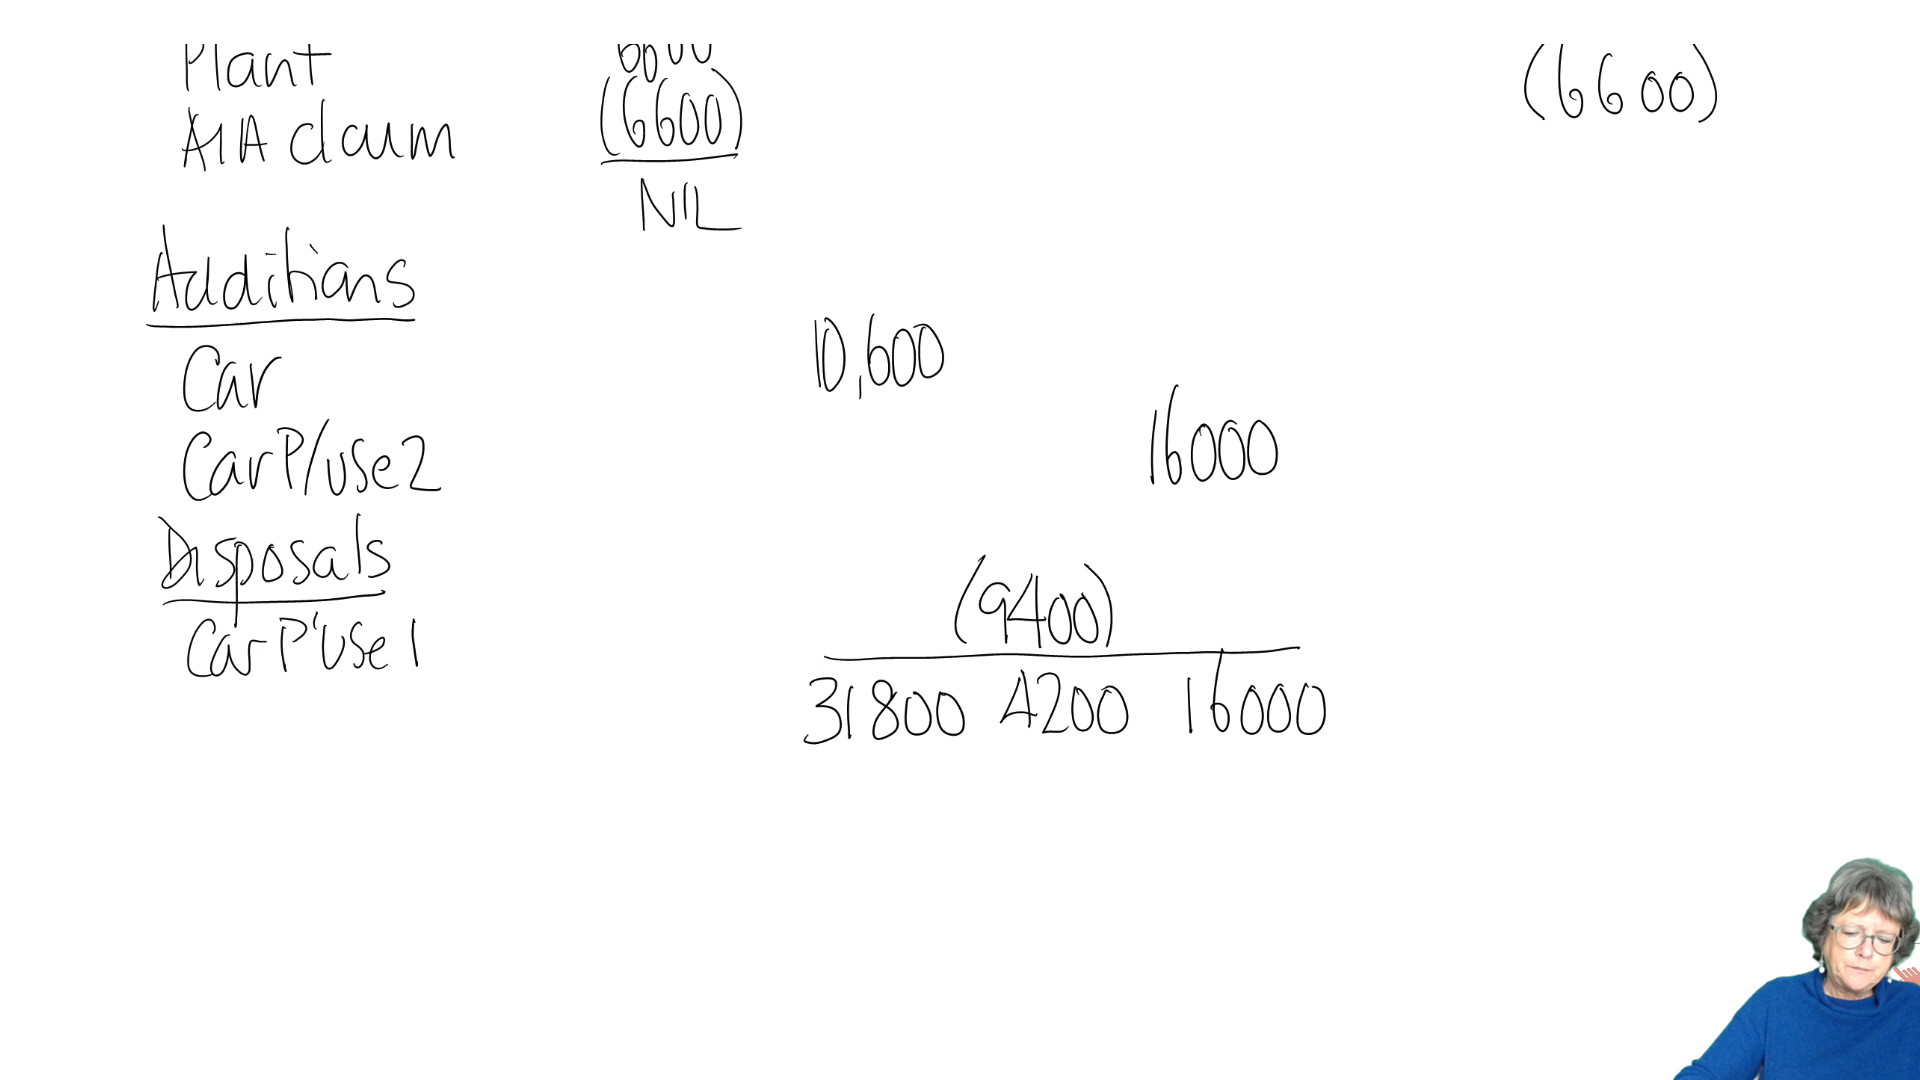 Plant 6600 (6600)
AIA claim (6600)
NIL
Additions
Car 10,600
Car P/use 2 16000
Disposals
Car P'use 1 (9400)
31800 4200 16000